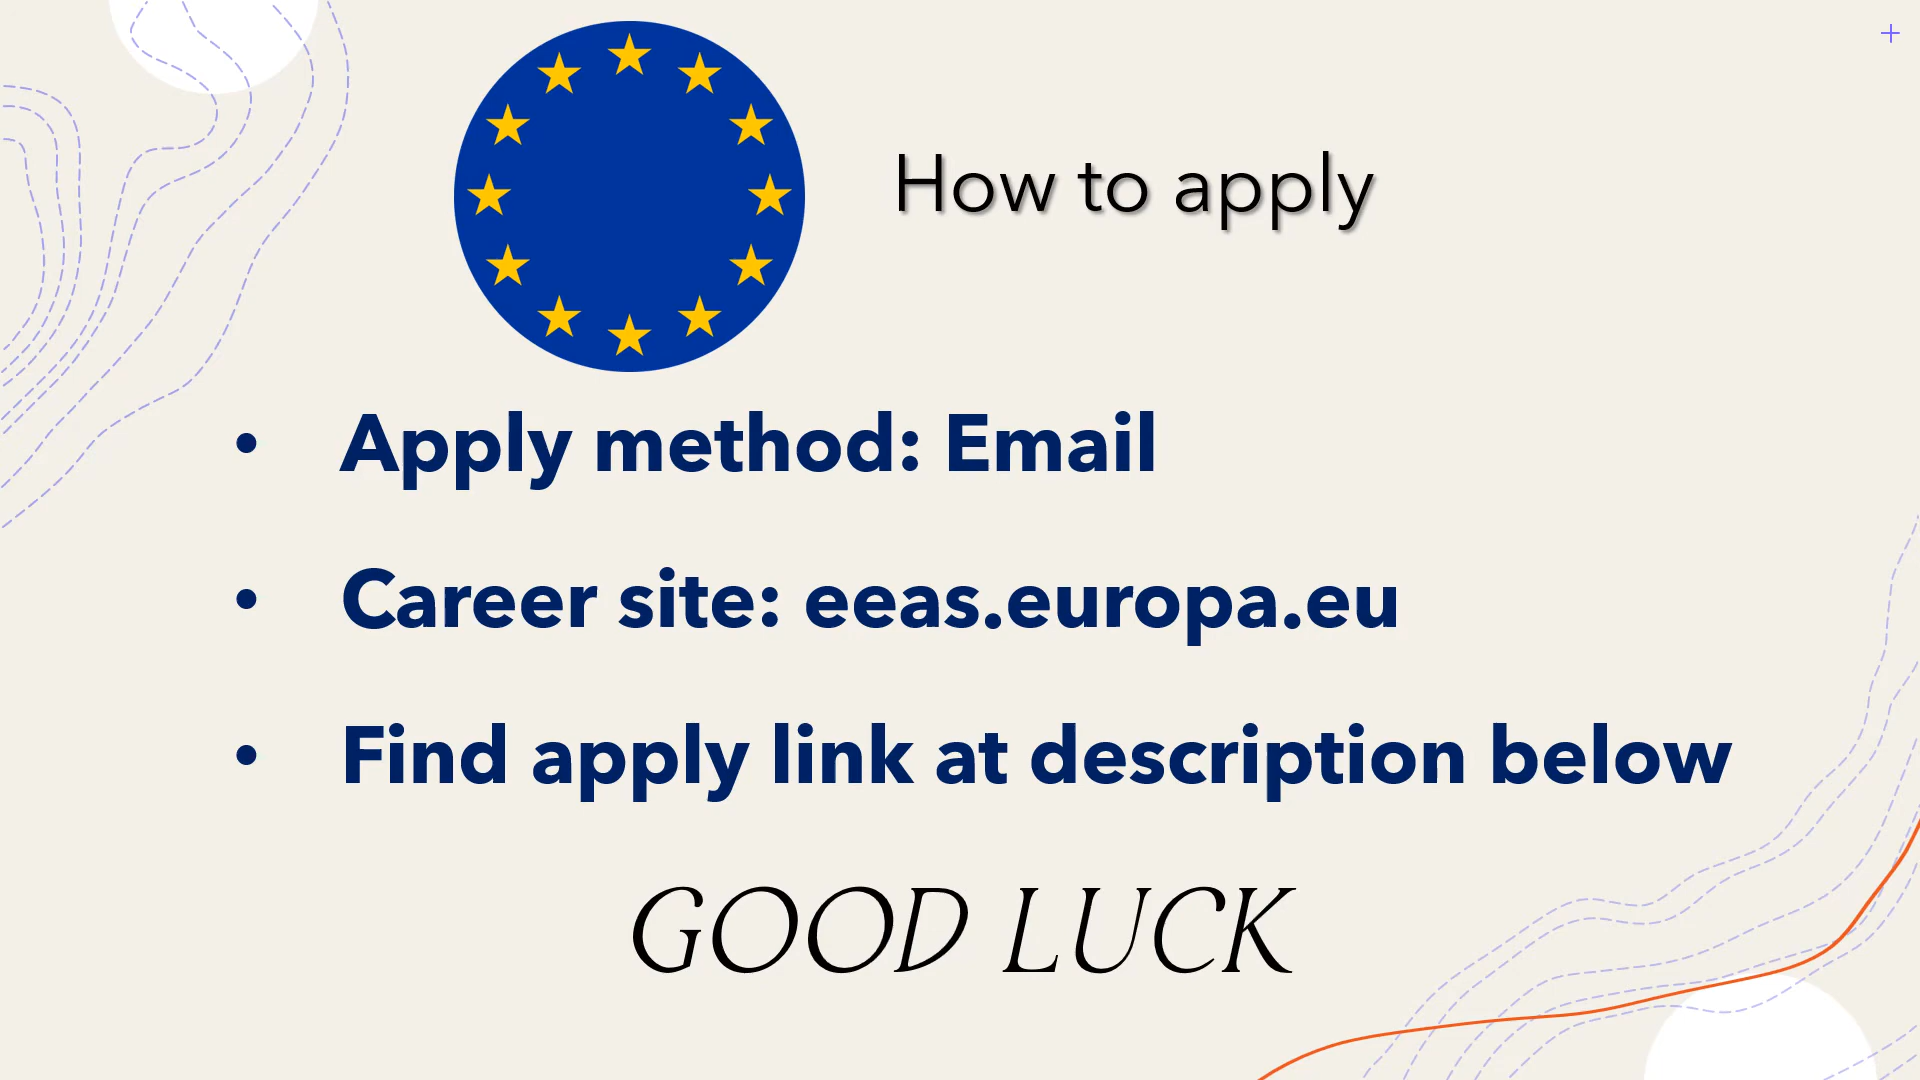 How to apply
• Apply method: Email
• Career site: eeas.europa.eu
• Find apply link at description below
GOOD LUCK